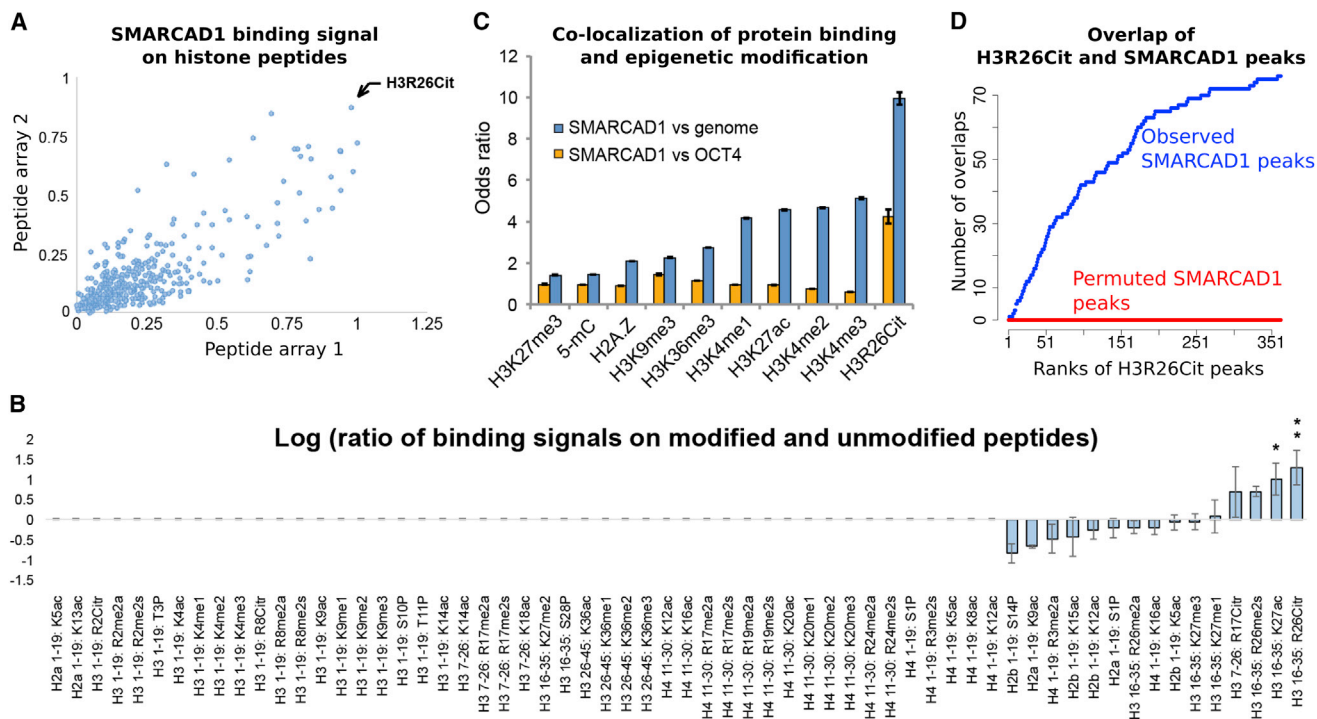 A
SMARCAD1 binding signal
on histone peptides
1
0.75
0.5
0.25
0
H3R26Cit
Peptide array 2
0
0.25
0.5
0.75
1
1.25
Peptide array 1
C
Co-localization of protein binding
and epigenetic modification
12
10
8
6
4
2
0
Odds ratio
SMARCAD1 vs genome
SMARCAD1 vs OCT4
H3K27me3
5-mC
H2A.Z
H3K9me3
H3K36me3
H3K4me1
H3K27ac
H3K4me2
H3K4me3
H3R26Cit
D
Overlap of
H3R26Cit and SMARCAD1 peaks
Number of overlaps
70
50
30
10
0
Observed
SMARCAD1 peaks
Permuted SMARCAD1
peaks
1
51
151
251
351
Ranks of H3R26Cit peaks
B
Log (ratio of binding signals on modified and unmodified peptides)
2
1.5
1
0.5
0
-0.5
-1
-1.5
*
*
*
H2a 1-19: K5ac
H2a 1-19: K13ac
H3 1-19: R2Citr
H3 1-19: R2me2a
H3 1-19: R2me2s
H3 1-19: T3P
H3 1-19: K4ac
H3 1-19: K4me1
H3 1-19: K4me2
H3 1-19: K4me3
H3 1-19: R8Citr
H3 1-19: R8me2a
H3 1-19: R8me2s
H3 1-19: K9ac
H3 1-19: K9me1
H3 1-19: K9me2
H3 1-19: K9me3
H3 1-19: S10P
H3 1-19: T11P
H3 1-19: K14ac
H3 7-26: K14ac
H3 7-26: R17me2a
H3 7-26: R17me2s
H3 7-26: K18ac
H3 16-35: K27me2
H3 16-35: S28P
H3 26-45: K36ac
H3 26-45: K36me1
H3 26-45: K36me2
H3 26-45: K36me3
H4 11-30: K12ac
H4 11-30: K16ac
H4 11-30: R17me2a
H4 11-30: R17me2s
H4 11-30: R19me2a
H4 11-30: R19me2s
H4 11-30: K20ac
H4 11-30: K20me1
H4 11-30: K20me2
H4 11-30: K20me3
H4 11-30: R24me2a
H4 11-30: R24me2s
H4 1-19: S1P
H4 1-19: R3me2s
H4 1-19: K5ac
H4 1-19: K8ac
H4 1-19: K12ac
H2b 1-19: S14P
H2a 1-19: K9ac
H4 1-19: R3me2a
H2b 1-19: K15ac
H2b 1-19: K12ac
H2a 1-19: S1P
H3 16-35: R26me2a
H4 1-19: K16ac
H2b 1-19: K5ac
H3 16-35: K27me3
H3 16-35: K27me1
H3 7-26: R17Citr
H3 16-35: R26me2s
H3 16-35: K27ac
H3 16-35: R26Citr